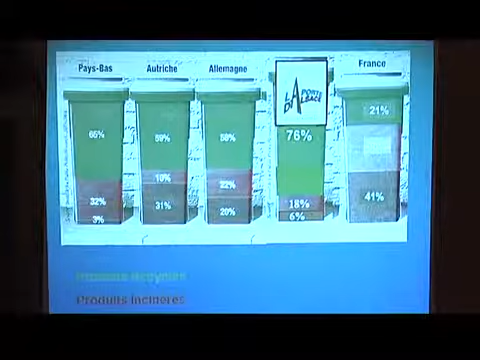 Pays-Bas Autriche Allemagne France
LA PORTE
D'ALSACE
21%
65% 59% 58% 76%
10% 22%
32% 31% 20% 18% 41%
3% 6%
Produits Recyclés
Produits Incinérés